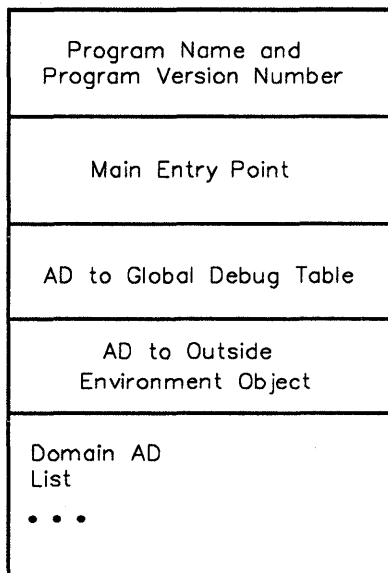 Program Name and
Program Version Number
Main Entry Point
AD to Global Debug Table
AD to Outside
Environment Object
Domain AD
List
• • •